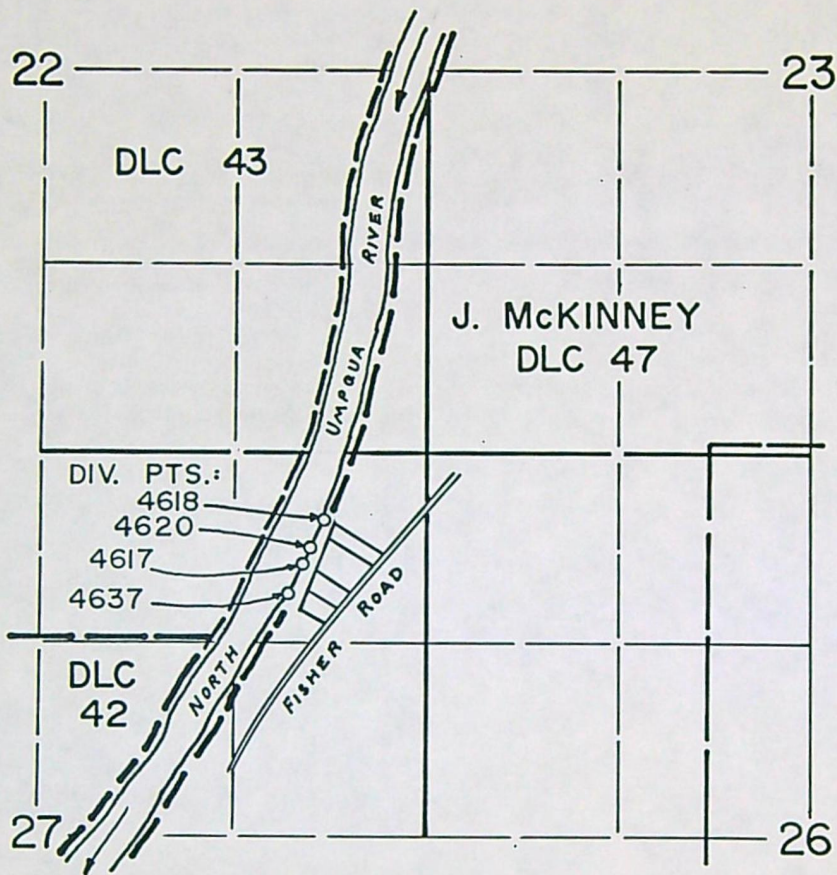 22
23
DLC 43
RIVER
UMPQUA
NORTH
J. McKINNEY
DLC 47
DIV. PTS.:
4618
4620
4617
4637
FISHER ROAD
DLC
42
27
26